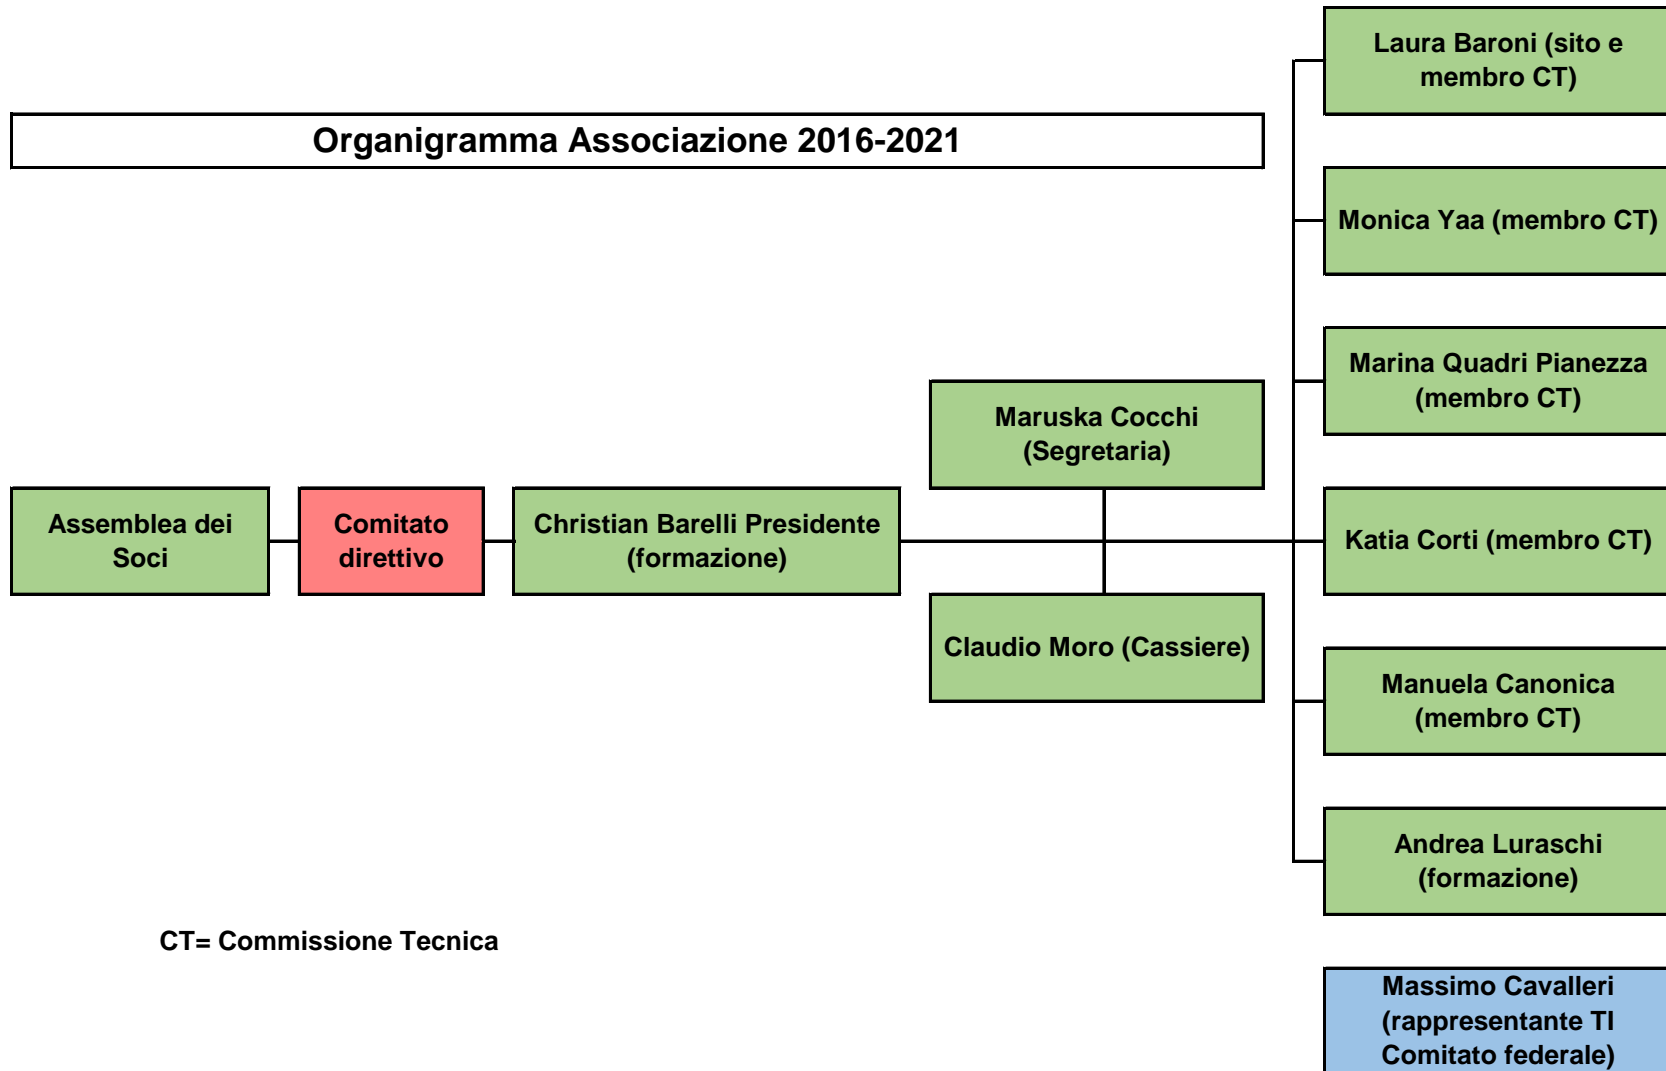 Laura Baroni (sito e
membro CT)
Organigramma Associazione 2016-2021
Monica Yaa (membro CT)
Marina Quadri Pianezza
(membro CT)
Maruska Cocchi
(Segretaria)
Assemblea dei
Soci
Comitato
direttivo
Christian Barelli Presidente
(formazione)
Katia Corti (membro CT)
Claudio Moro (Cassiere)
Manuela Canonica
(membro CT)
Andrea Luraschi
(formazione)
CT= Commissione Tecnica
Massimo Cavalleri
(rappresentante TI
Comitato federale)